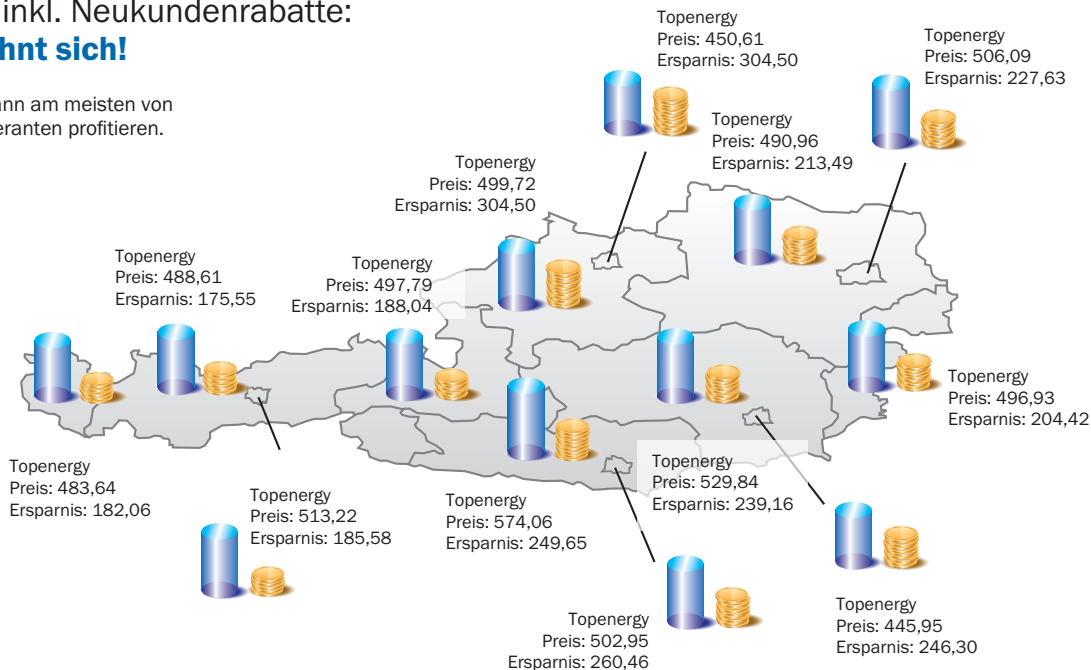 inkl. Neukundenrabatte:
hnt sich!
ann am meisten von
eranten profitieren.
Topenergy
Preis: 450,61
Ersparnis: 304,50
Topenergy
Preis: 506,09
Ersparnis: 227,63
Topenergy
Preis: 490,96
Ersparnis: 213,49
Topenergy
Preis: 499,72
Ersparnis: 304,50
Topenergy
Preis: 488,61
Ersparnis: 175,55
Topenergy
Preis: 497,79
Ersparnis: 188,04
Topenergy
Preis: 496,93
Ersparnis: 204,42
Topenergy
Preis: 483,64
Ersparnis: 182,06
Topenergy
Preis: 513,22
Ersparnis: 185,58
Topenergy
Preis: 574,06
Ersparnis: 249,65
Topenergy
Preis: 529,84
Ersparnis: 239,16
Topenergy
Preis: 502,95
Ersparnis: 260,46
Topenergy
Preis: 445,95
Ersparnis: 246,30